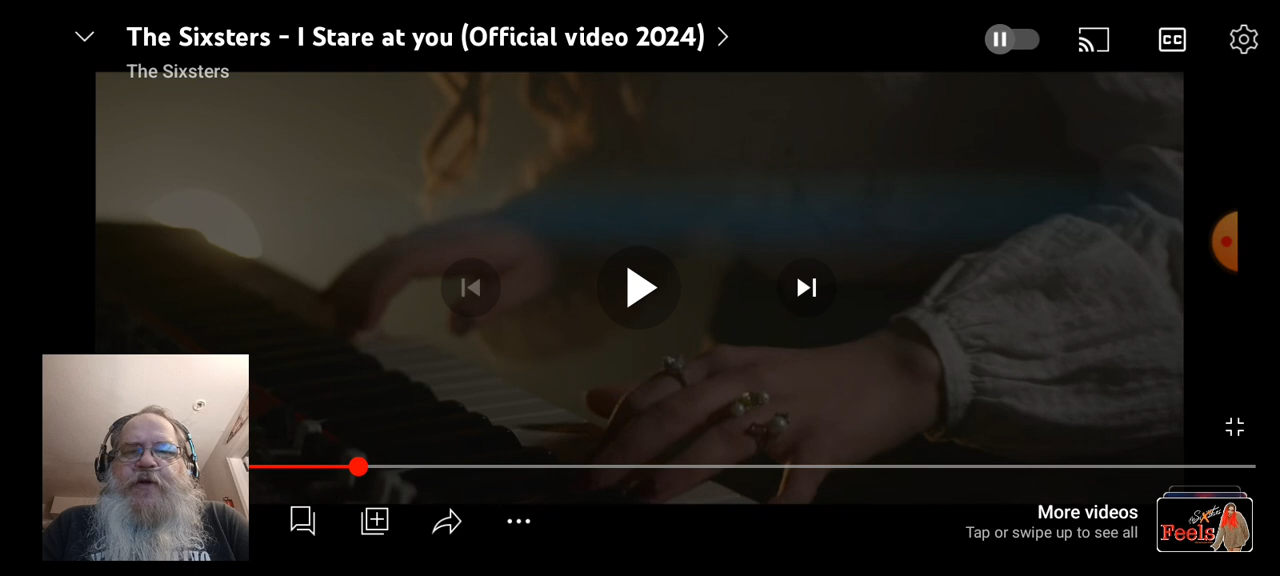 The Sixsters - I Stare at you (Official video 2024)
The Sixsters
CC
More videos
Tap or swipe up to see all
Feels